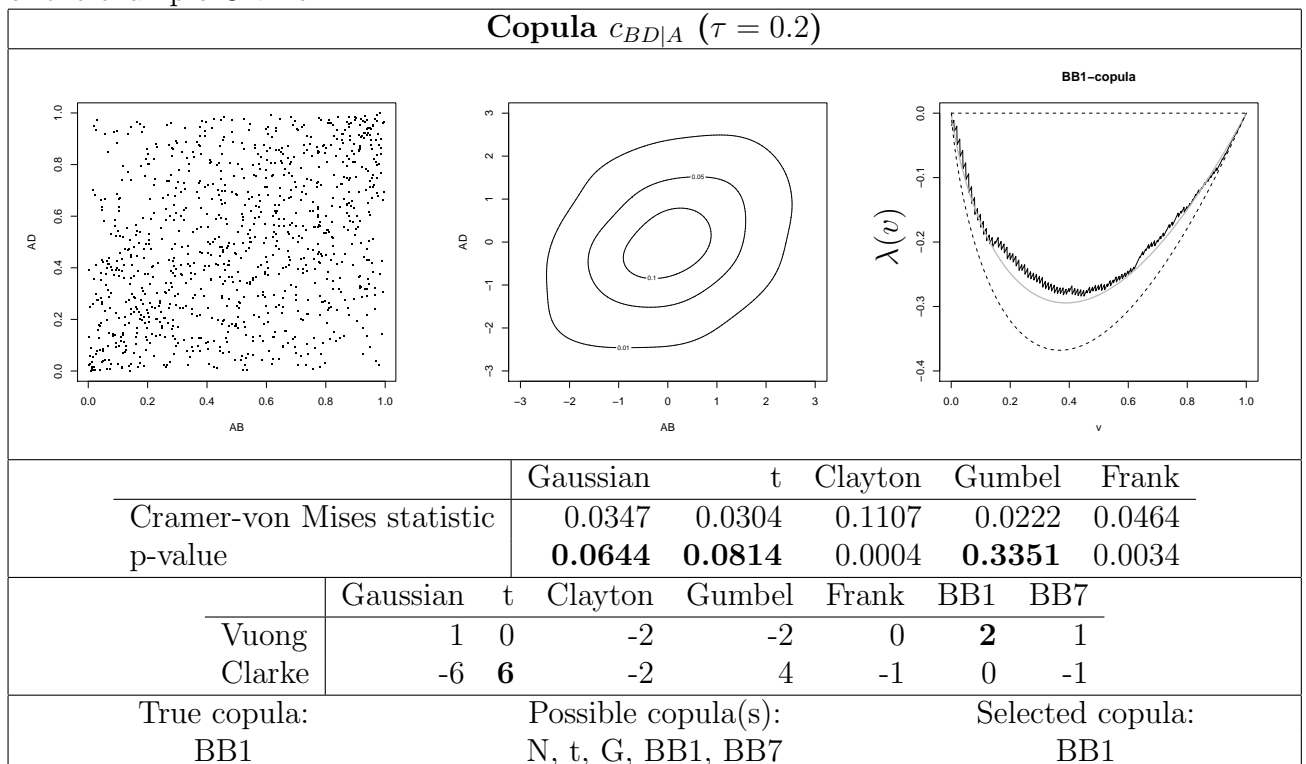 Copula c_{BD|A} (τ = 0.2)
BB1−copula
AD
0.0 0.2 0.4 0.6 0.8 1.0
0.0 0.2 0.4 0.6 0.8 1.0
AB
AD
−3 −2 −1 0 1 2 3
0.05
0.1
0.01
−3 −2 −1 0 1 2 3
AB
λ(v)
−0.4 −0.3 −0.2 −0.1 0.0
0.0 0.2 0.4 0.6 0.8 1.0
v
Gaussian t Clayton Gumbel Frank
Cramer-von Mises statistic 0.0347 0.0304 0.1107 0.0222 0.0464
p-value 0.0644 0.0814 0.0004 0.3351 0.0034
Gaussian t Clayton Gumbel Frank BB1 BB7
Vuong 1 0 -2 -2 0 2 1
Clarke -6 6 -2 4 -1 0 -1
True copula: Possible copula(s): Selected copula:
BB1 N, t, G, BB1, BB7 BB1